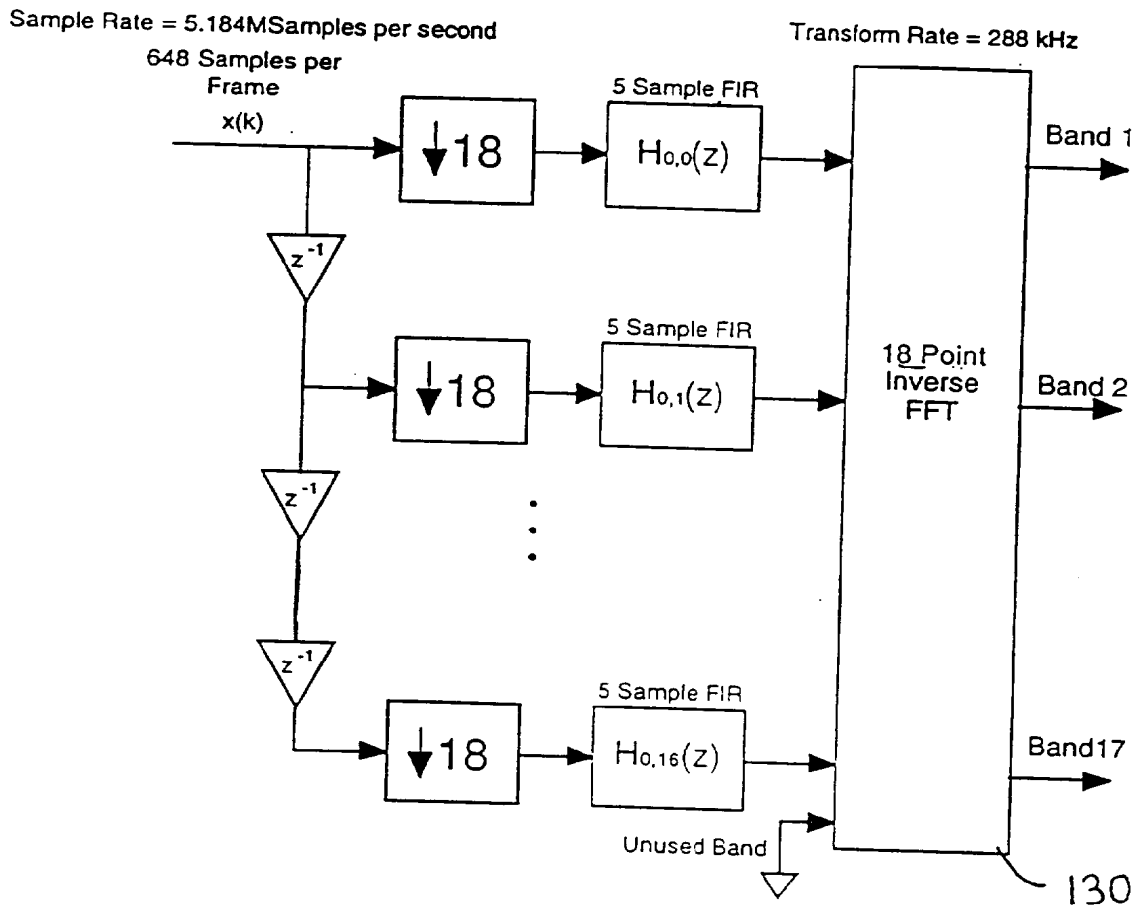 Sample Rate = 5.184MSamples per second
648 Samples per
Frame
x(k)
Transform Rate = 288 kHz
5 Sample FIR
↓18
H0,0(z)
Band 1
z-1
5 Sample FIR
↓18
H0,1(z)
18 Point
Inverse
FFT
Band 2
z-1
z-1
5 Sample FIR
↓18
H0,16(z)
Band17
Unused Band
130